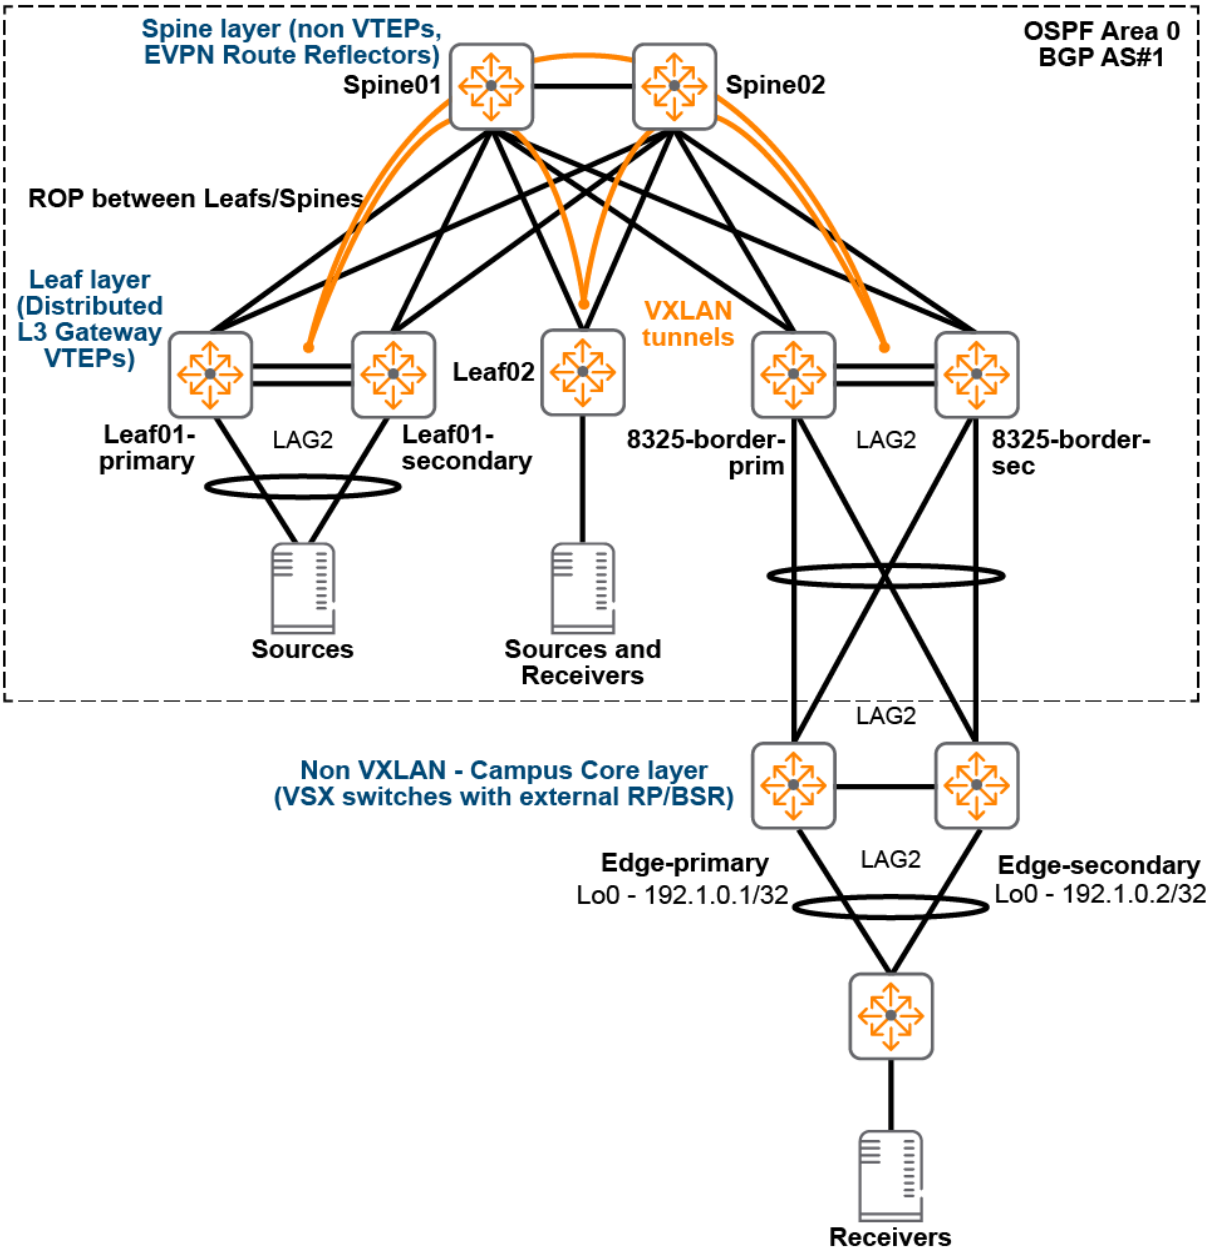 Spine layer (non VTEPs,
EVPN Route Reflectors)
OSPF Area 0
BGP AS#1
Spine01
Spine02
ROP between Leafs/Spines
Leaf layer
(Distributed
L3 Gateway
VTEPs)
VXLAN
tunnels
Leaf02
Leaf01-
primary
LAG2
Leaf01-
secondary
8325-border-
prim
LAG2
8325-border-
sec
Sources
Sources and
Receivers
LAG2
Non VXLAN - Campus Core layer
(VSX switches with external RP/BSR)
Edge-primary
Lo0 - 192.1.0.1/32
LAG2
Edge-secondary
Lo0 - 192.1.0.2/32
Receivers